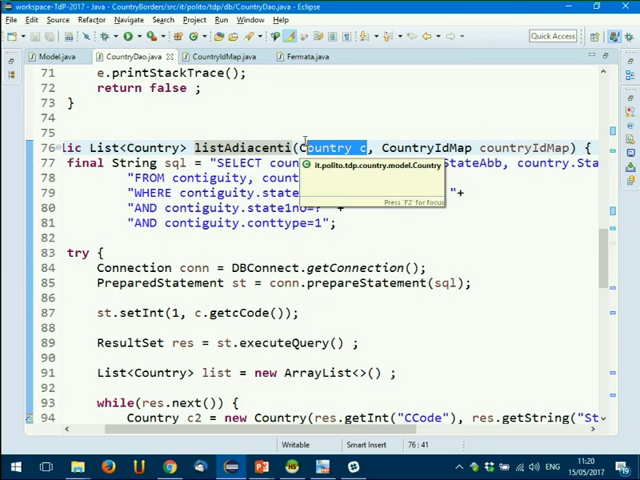 workspace-TdP-2017 - Java - CountryBorders/src/it/polito/tdp/db/CountryDao.java - Eclipse
File Edit Source Refactor Navigate Search Project Run Window Help
Quick Access
Model.java CountryDao.java CountryIdMap.java Fermata.java
71 e.printStackTrace();
72 return false ;
73 }
74
75
76 lic List<Country> listAdiacenti(Country c, CountryIdMap countryIdMap) {
77 final String sql = "SELECT coun StateAbb, country.Sta
78 "FROM contiguity, coun
79 "WHERE contiguity.state "+
80 "AND contiguity.state1no=? "+
81 "AND contiguity.conttype=1";
it.polito.tdp.country.model.Country
Press 'F2' for focus
82
83 try {
84 Connection conn = DBConnect.getConnection();
85 PreparedStatement st = conn.prepareStatement(sql);
86
87 st.setInt(1, c.getcCode());
88
89 ResultSet res = st.executeQuery() ;
90
91 List<Country> list = new ArrayList<>() ;
92
93 while(res.next()) {
94 Country c2 = new Country(res.getInt("CCode"), res.getString("St
Writable Smart Insert 76 : 41
11:20
15/05/2017